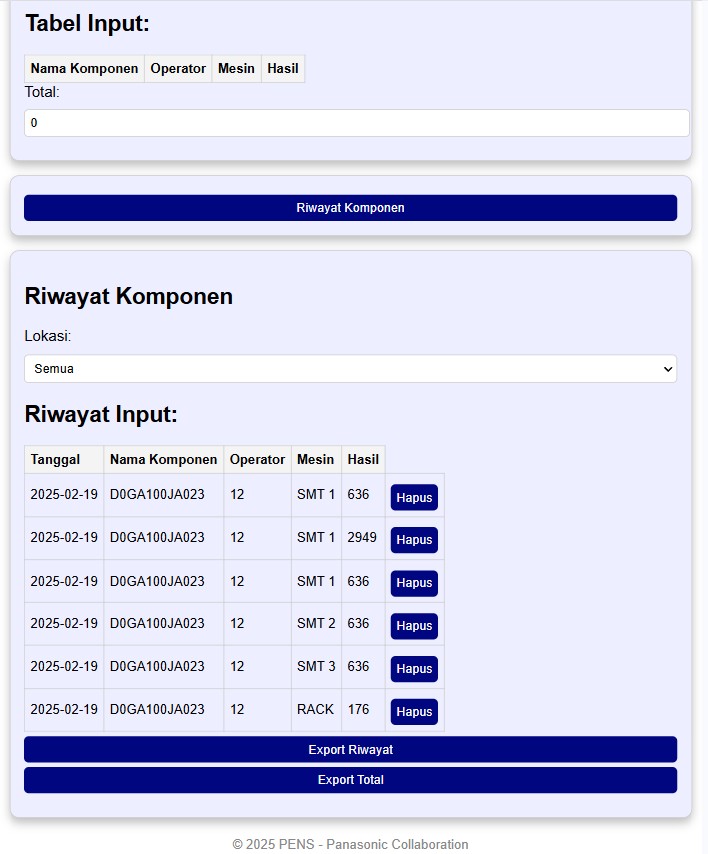 Tabel Input:
Nama Komponen Operator Mesin Hasil
Total:
0
Riwayat Komponen
Riwayat Komponen
Lokasi:
Semua
Riwayat Input:
Tanggal Nama Komponen Operator Mesin Hasil
2025-02-19 D0GA100JA023 12 SMT 1 636 Hapus
2025-02-19 D0GA100JA023 12 SMT 1 2949 Hapus
2025-02-19 D0GA100JA023 12 SMT 1 636 Hapus
2025-02-19 D0GA100JA023 12 SMT 2 636 Hapus
2025-02-19 D0GA100JA023 12 SMT 3 636 Hapus
2025-02-19 D0GA100JA023 12 RACK 176 Hapus
Export Riwayat
Export Total
© 2025 PENS - Panasonic Collaboration